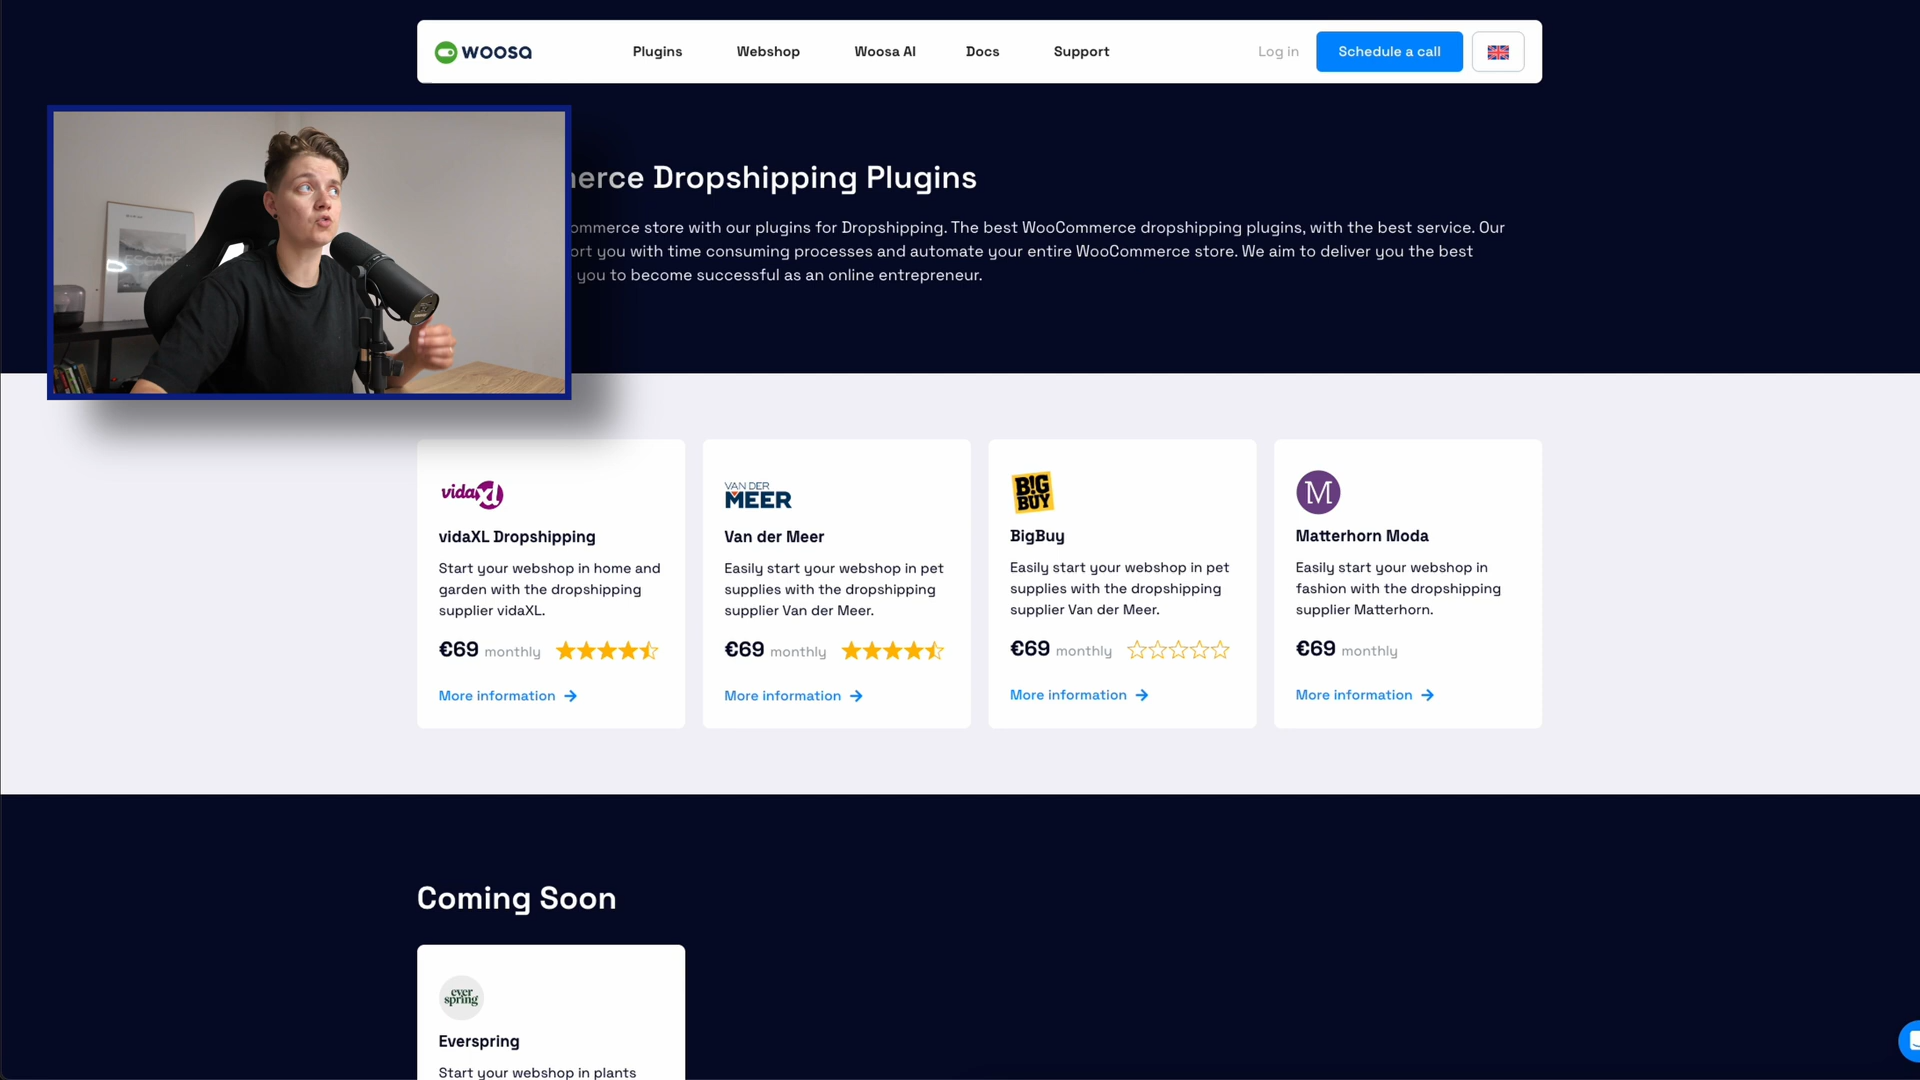 woosa
Plugins
Webshop
Woosa AI
Docs
Support
Log in
Schedule a call
ESCAPE
Dropshipping Plugins
store with our plugins for Dropshipping. The best WooCommerce dropshipping plugins, with the best service. Our
you with time consuming processes and automate your entire WooCommerce store. We aim to deliver you the best
you to become successful as an online entrepreneur.
vidaXL
vidaXL Dropshipping
Start your webshop in home and
garden with the dropshipping
supplier vidaXL.
€69 monthly
More information
VAN DER
MEER
Van der Meer
Easily start your webshop in pet
supplies with the dropshipping
supplier Van der Meer.
€69 monthly
More information
B!G
BUY
BigBuy
Easily start your webshop in pet
supplies with the dropshipping
supplier Van der Meer.
€69 monthly
More information
M
Matterhorn Moda
Easily start your webshop in
fashion with the dropshipping
supplier Matterhorn.
€69 monthly
More information
Coming Soon
ever
spring
Everspring
Start your webshop in plants